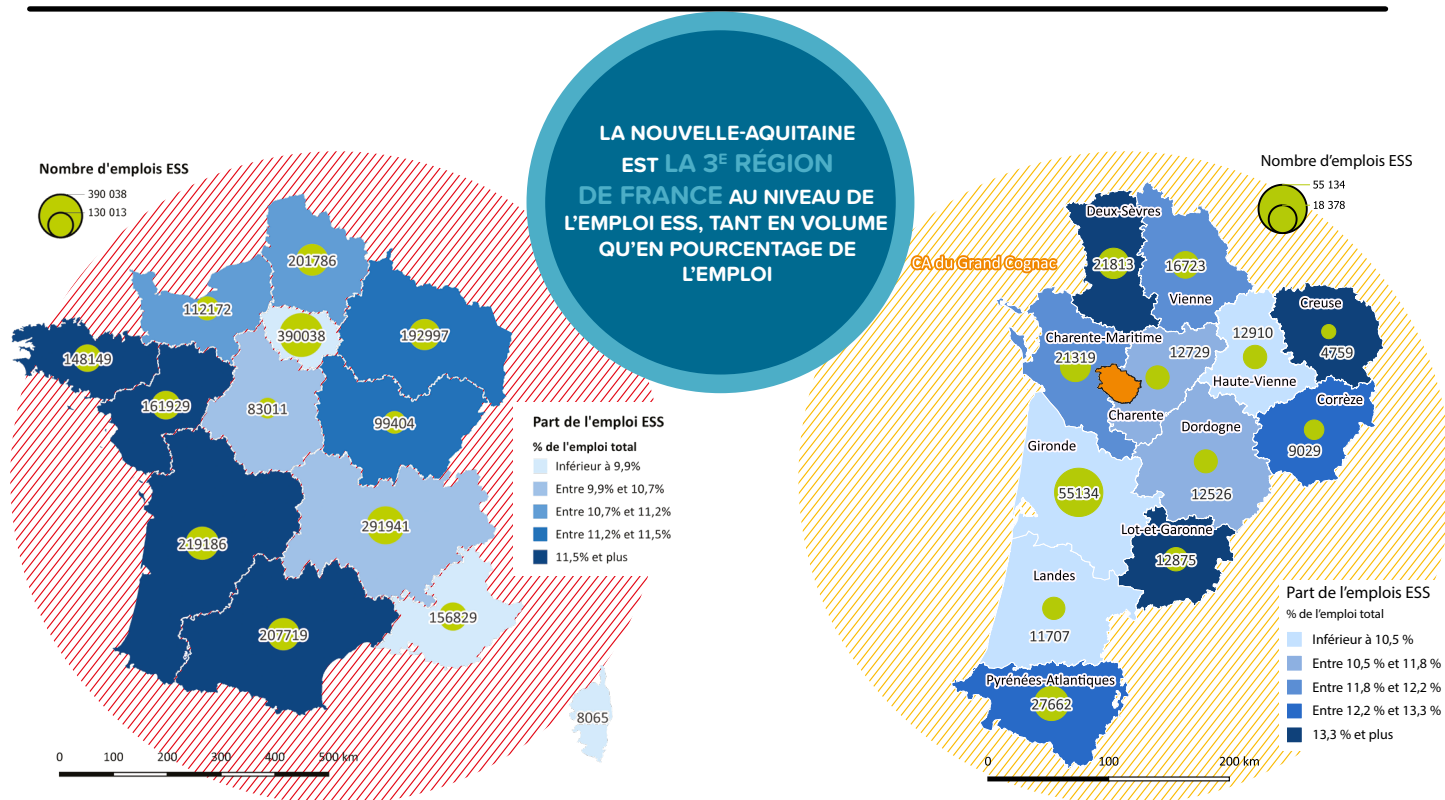 LA NOUVELLE-AQUITAINE
EST LA 3E RÉGION
DE FRANCE AU NIVEAU DE
L'EMPLOI ESS, TANT EN VOLUME
QU'EN POURCENTAGE DE
L'EMPLOI
Nombre d'emplois ESS
390 038
130 013
201786
112172
390038
192997
148149
161929
83011
99404
291941
219186
207719
156829
8065
Part de l'emploi ESS
% de l'emploi total
Inférieur à 9,9%
Entre 9,9% et 10,7%
Entre 10,7% et 11,2%
Entre 11,2% et 11,5%
11,5% et plus
0 100 200 300 400 500 km
Nombre d'emplois ESS
55 134
18 378
CA du Grand Cognac
Deux-Sèvres
21813
16723
Vienne
Creuse
4759
Charente-Maritime
21319
12729
Charente
12910
Haute-Vienne
Corrèze
9029
Dordogne
12526
Gironde
55134
Lot-et-Garonne
12875
Landes
11707
Pyrénées-Atlantiques
27662
Part de l'emplois ESS
% de l'emploi total
Inférieur à 10,5 %
Entre 10,5 % et 11,8 %
Entre 11,8 % et 12,2 %
Entre 12,2 % et 13,3 %
13,3 % et plus
0 100 200 km